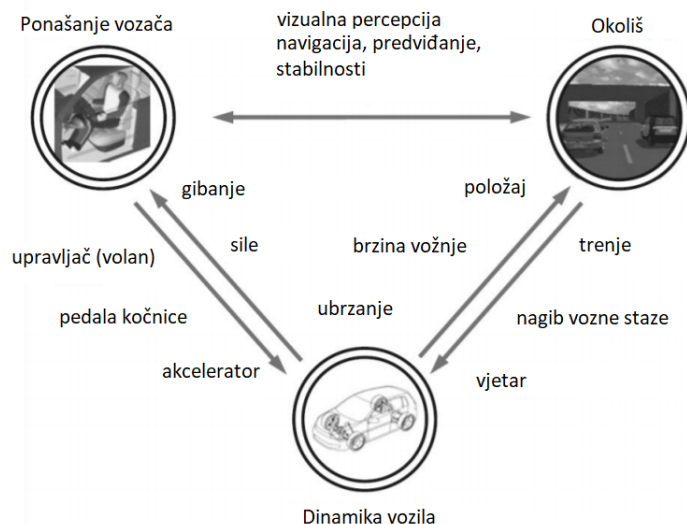 Ponašanje vozača
vizualna percepcija
navigacija, predviđanje,
stabilnosti
Okoliš
gibanje
položaj
upravljač (volan)
sile
brzina vožnje
trenje
pedala kočnice
ubrzanje
nagib vozne staze
akcelerator
vjetar
Dinamika vozila